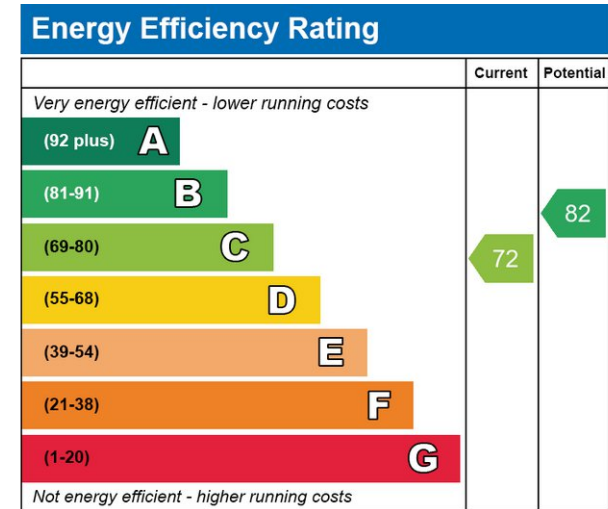 Energy Efficiency Rating
Current Potential
Very energy efficient - lower running costs
(92 plus) A
(81-91) B
82
(69-80) C
72
(55-68) D
(39-54) E
(21-38) F
(1-20) G
Not energy efficient - higher running costs